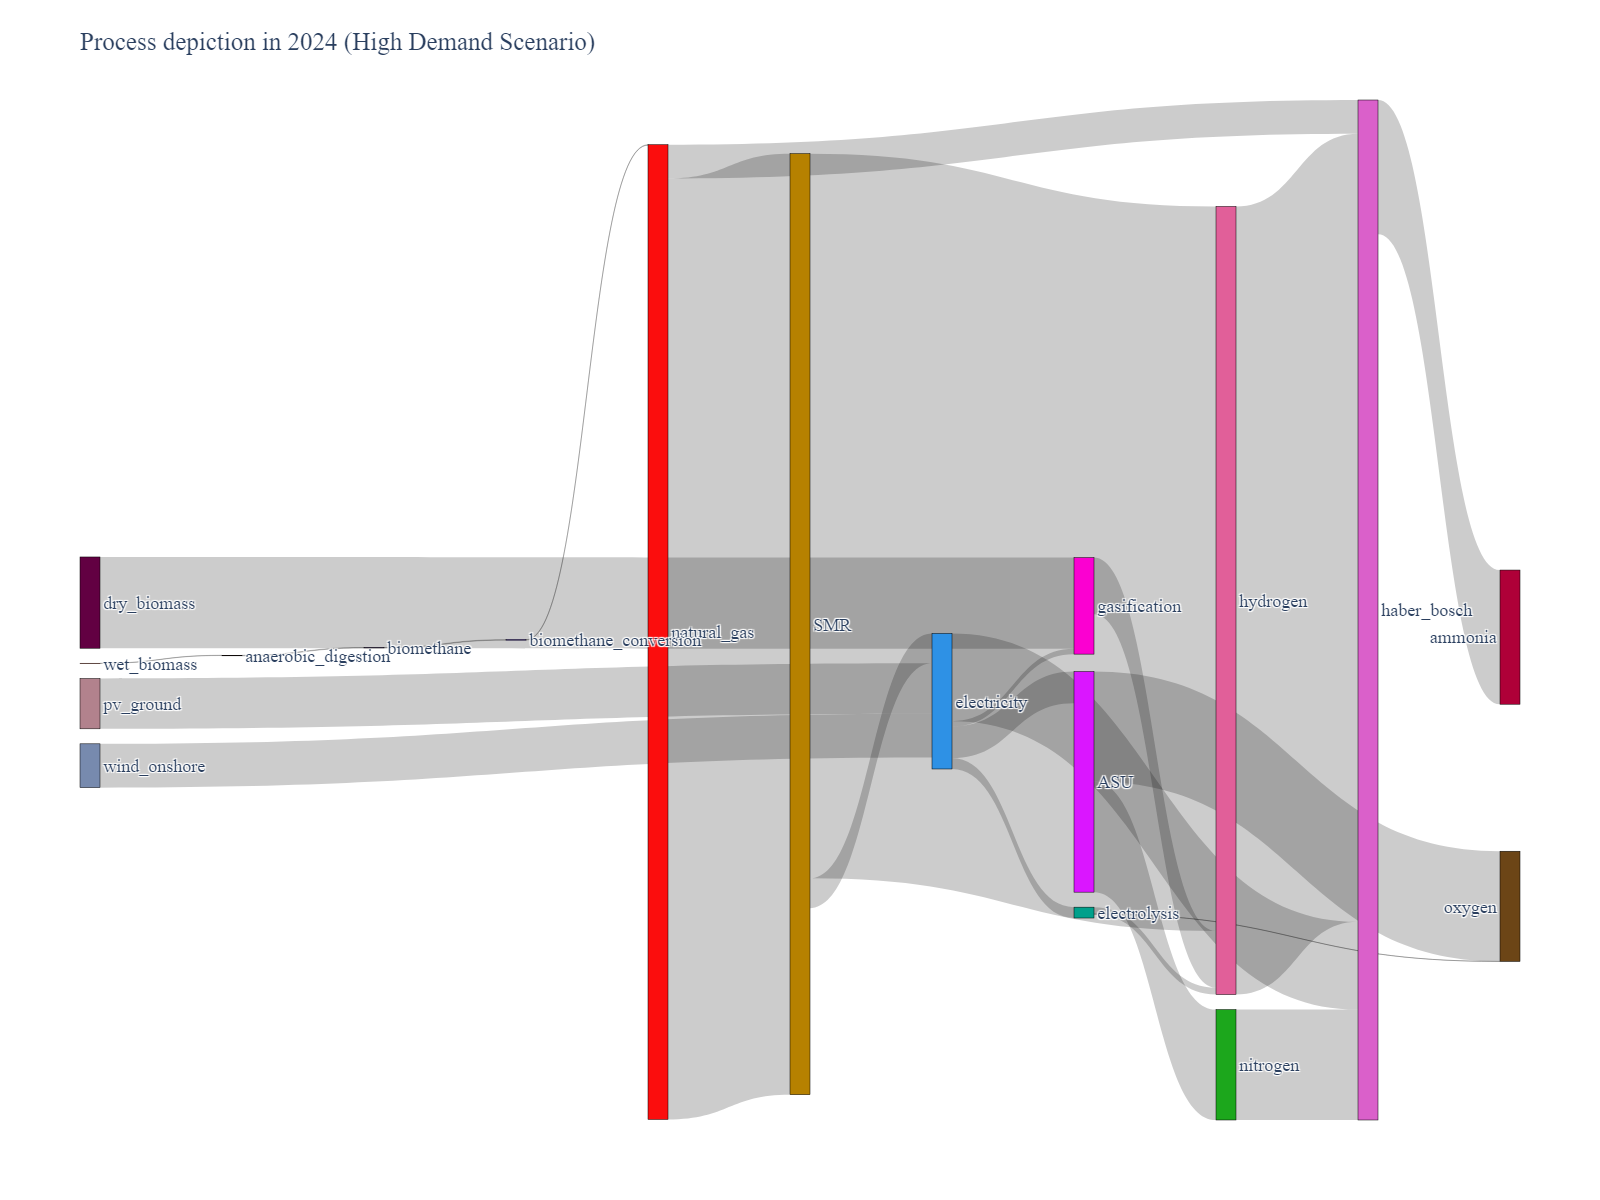 Process depiction in 2024 (High Demand Scenario)
dry_biomass
wet_biomass
pv_ground
wind_onshore
anaerobic_digestion
biomethane
biomethane_conversion
natural_gas
SMR
electricity
gasification
ASU
electrolysis
hydrogen
nitrogen
haber_bosch
ammonia
oxygen